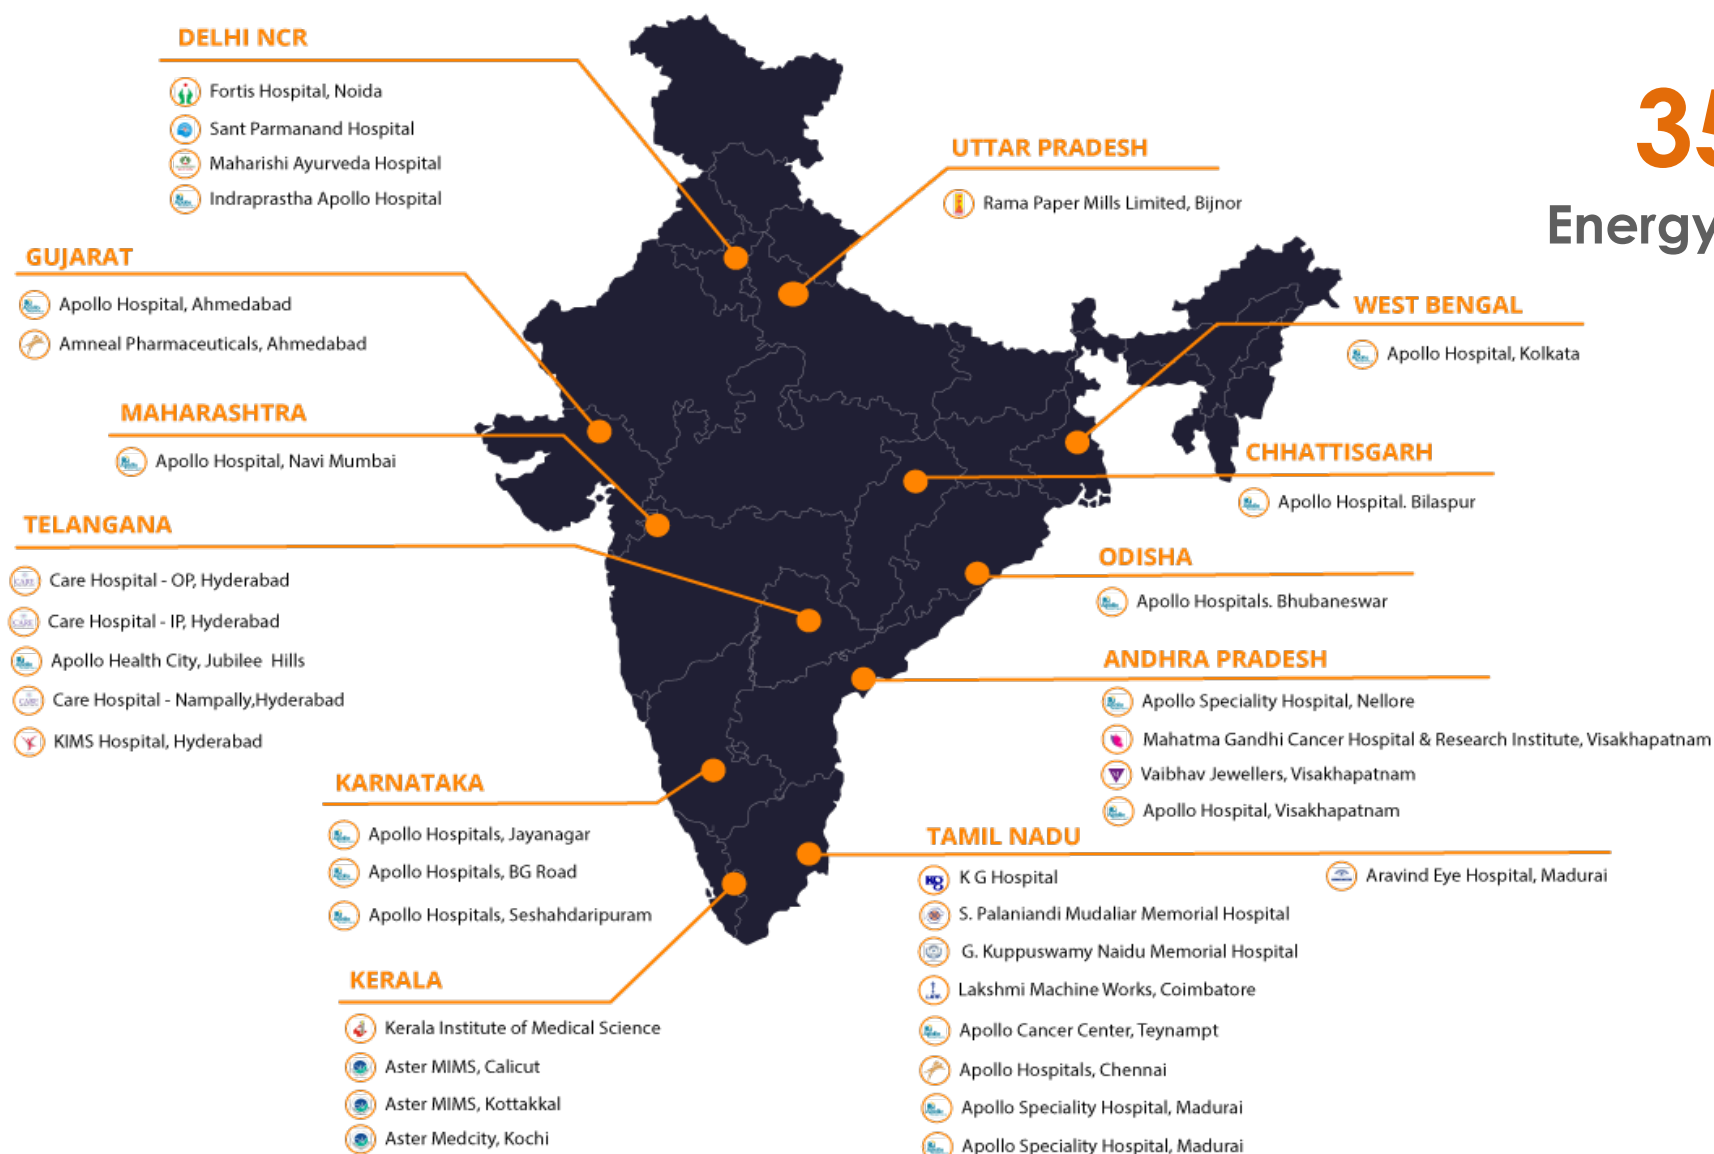 DELHI NCR
Fortis Hospital, Noida
Sant Parmanand Hospital
Maharishi Ayurveda Hospital
Indraprastha Apollo Hospital
UTTAR PRADESH
Rama Paper Mills Limited, Bijnor
35
Energy
GUJARAT
Apollo Hospital, Ahmedabad
Amneal Pharmaceuticals, Ahmedabad
WEST BENGAL
Apollo Hospital, Kolkata
MAHARASHTRA
Apollo Hospital, Navi Mumbai
CHHATTISGARH
Apollo Hospital. Bilaspur
TELANGANA
Care Hospital - OP, Hyderabad
Care Hospital - IP, Hyderabad
Apollo Health City, Jubilee Hills
Care Hospital - Nampally,Hyderabad
KIMS Hospital, Hyderabad
ODISHA
Apollo Hospitals. Bhubaneswar
ANDHRA PRADESH
Apollo Speciality Hospital, Nellore
Mahatma Gandhi Cancer Hospital & Research Institute, Visakhapatnam
Vaibhav Jewellers, Visakhapatnam
Apollo Hospital, Visakhapatnam
KARNATAKA
Apollo Hospitals, Jayanagar
Apollo Hospitals, BG Road
Apollo Hospitals, Seshahdaripuram
TAMIL NADU
K G Hospital
S. Palaniandi Mudaliar Memorial Hospital
G. Kuppuswamy Naidu Memorial Hospital
Lakshmi Machine Works, Coimbatore
Apollo Cancer Center, Teynampt
Apollo Hospitals, Chennai
Apollo Speciality Hospital, Madurai
Apollo Speciality Hospital, Madurai
Aravind Eye Hospital, Madurai
KERALA
Kerala Institute of Medical Science
Aster MIMS, Calicut
Aster MIMS, Kottakkal
Aster Medcity, Kochi